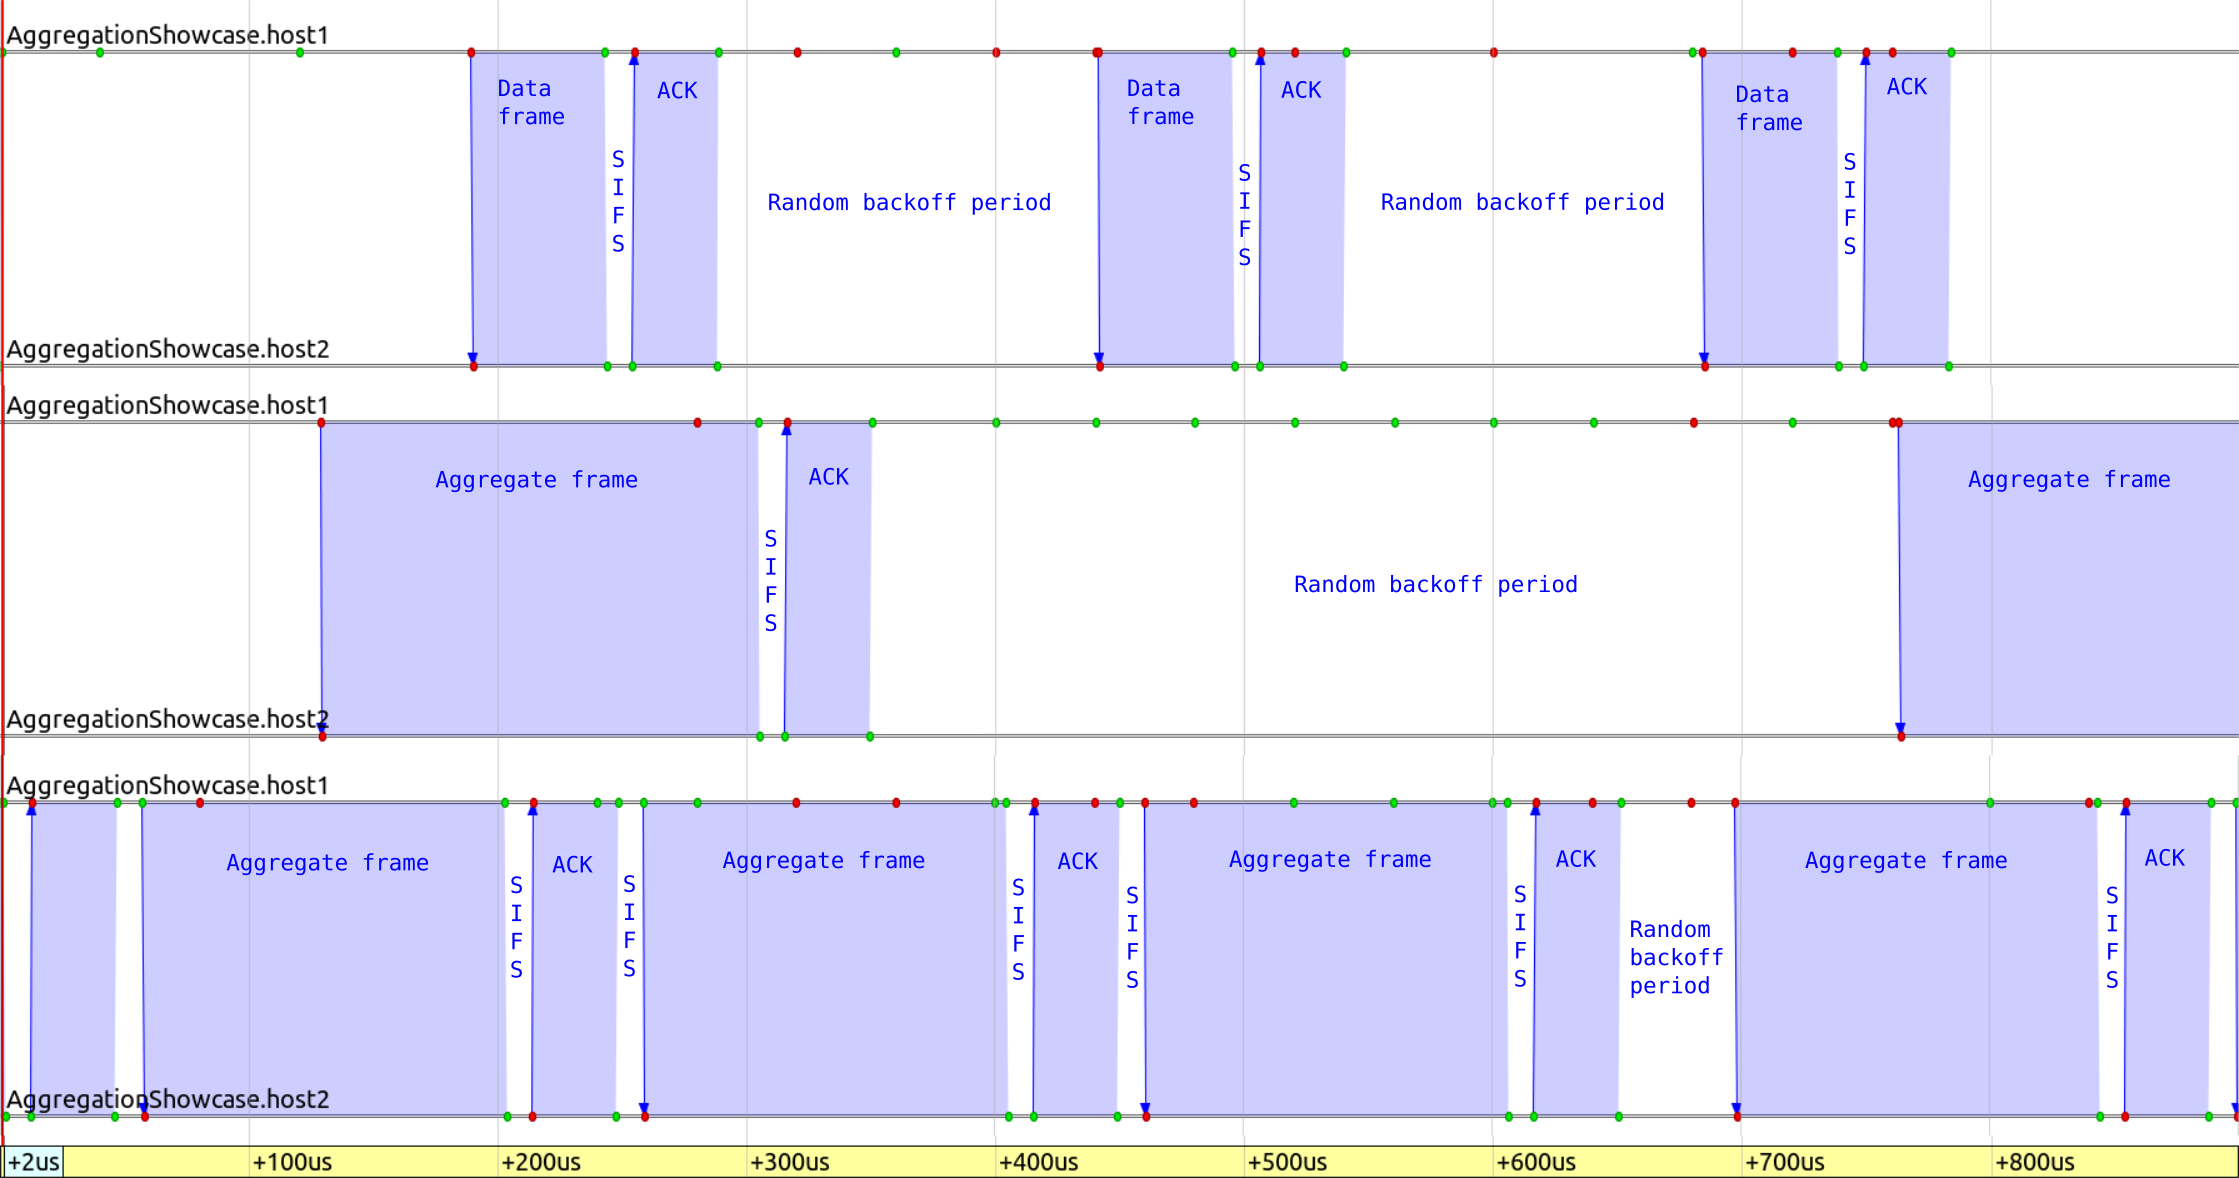 AggregationShowcase.host1
Data
frame
S
I
F
S
ACK
Random backoff period
Data
frame
S
I
F
S
ACK
Random backoff period
Data
frame
S
I
F
S
ACK
AggregationShowcase.host2
AggregationShowcase.host1
Aggregate frame
S
I
F
S
ACK
Random backoff period
Aggregate frame
AggregationShowcase.host2
AggregationShowcase.host1
Aggregate frame
S
I
F
S
ACK
S
I
F
S
Aggregate frame
S
I
F
S
ACK
S
I
F
S
Aggregate frame
S
I
F
S
ACK
Random
backoff
period
Aggregate frame
S
I
F
S
ACK
AggregationShowcase.host2
+2us +100us +200us +300us +400us +500us +600us +700us +800us